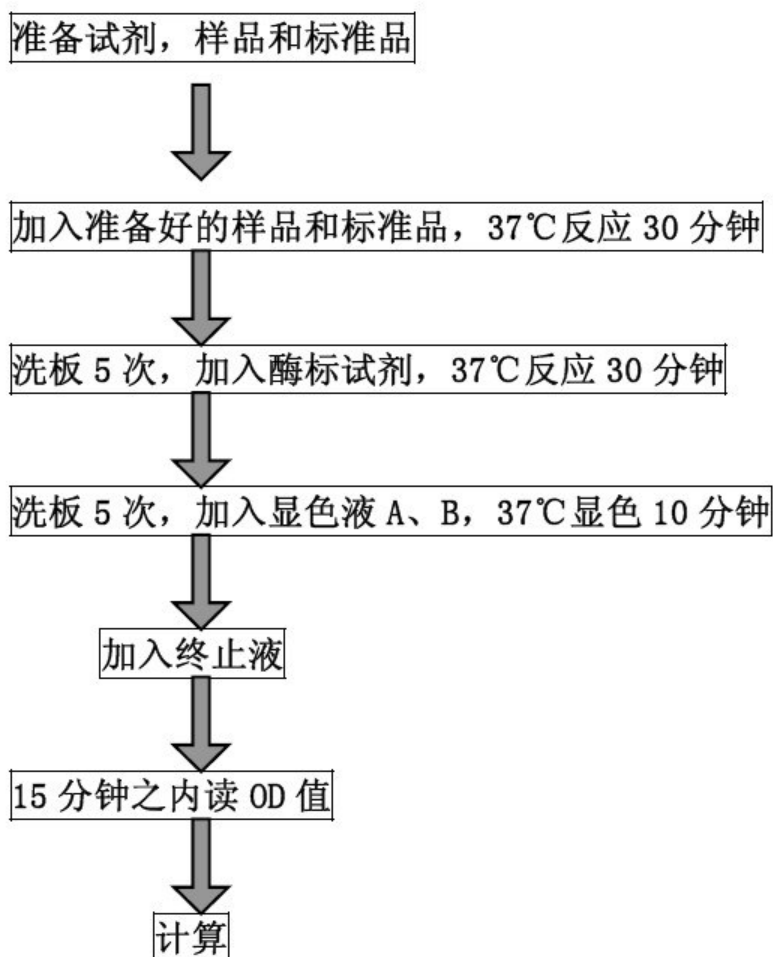 准备试剂，样品和标准品
加入准备好的样品和标准品，37℃反应 30 分钟
洗板 5 次，加入酶标试剂，37℃反应 30 分钟
洗板 5 次，加入显色液 A、B，37℃显色 10 分钟
加入终止液
15 分钟之内读 OD 值
计算